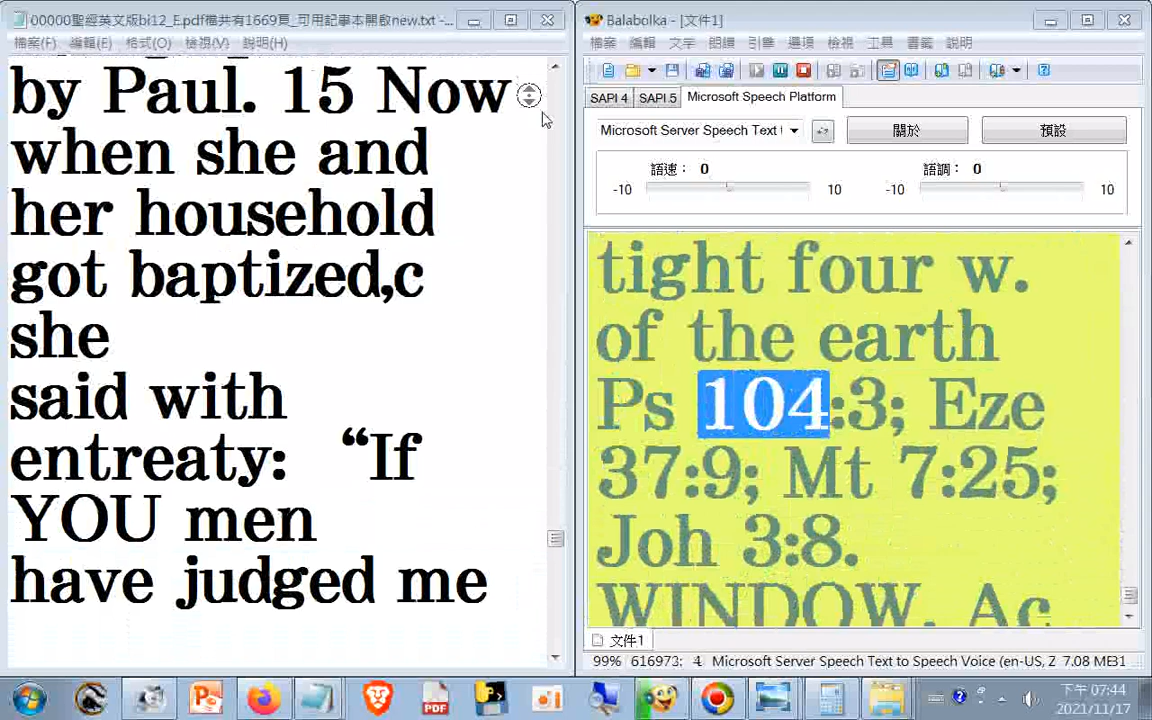 00000聖經英文版bi12_E.pdf檔共有1669頁_可用記事本開啟new.txt -...
檔案(F) 編輯(E) 格式(O) 檢視(V) 說明(H)
by Paul. 15 Now
when she and
her household
got baptized,c
she
said with
entreaty: “If
YOU men
have judged me
Balabolka - [文件1]
檔案 編輯 文字 朗讀 引擎 選項 檢視 工具 書籤 說明
SAPI 4 SAPI 5 Microsoft Speech Platform
Microsoft Server Speech Text 關於 預設
語速: 0 語調: 0
-10 10 -10 10
tight four w.
of the earth
Ps 104:3; Eze
37:9; Mt 7:25;
Joh 3:8.
WINDOW, Ac
文件1
99% 616973: 4 Microsoft Server Speech Text to Speech Voice (en-US, Z 7.08 MB
PDF
下午 07:44
2021/11/17